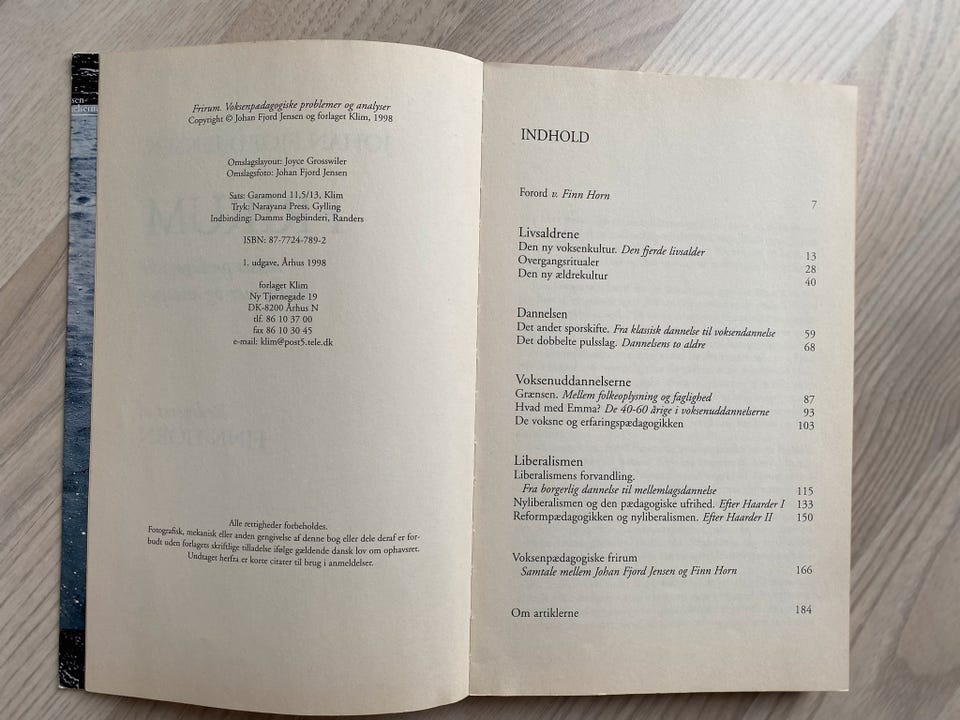 Frirum. Voksenpædagogiske problemer og analyser
Copyright © Johan Fjord Jensen og forlaget Klim, 1998
Omslagslayout: Joyce Grosswiler
Omslagsfoto: Johan Fjord Jensen
Sats: Garamond 11,5/13, Klim
Tryk: Narayana Press, Gylling
Indbinding: Damms Bogbinderi, Randers
ISBN: 87-7724-789-2
1. udgave, Århus 1998
forlaget Klim
Ny Tjørnegade 19
DK-8200 Århus N
tlf. 86 10 37 00
fax 86 10 30 45
e-mail: klim@post5.tele.dk
Alle rettigheder forbeholdes.
Fotografisk, mekanisk eller anden gengivelse af denne bog eller dele deraf er for-
budt uden forlagets skriftlige tilladelse ifølge gældende dansk lov om ophavsret.
Undtaget herfra er korte citater til brug i anmeldelser.
INDHOLD
Forord v. Finn Horn 7
Livsaldrene
Den ny voksenkultur. Den fjerde livsalder 13
Overgangsritualer 28
Den ny ældrekultur 40
Dannelsen
Det andet sporskifte. Fra klassisk dannelse til voksendannelse 59
Det dobbelte pulsslag. Dannelsens to aldre 68
Voksenuddannelserne
Grænsen. Mellem folkeoplysning og faglighed 87
Hvad med Emma? De 40-60 årige i voksenuddannelserne 93
De voksne og erfaringspædagogikken 103
Liberalismen
Liberalismens forvandling.
Fra borgerlig dannelse til mellemlagsdannelse 115
Nyliberalismen og den pædagogiske ufrihed. Efter Haarder I 133
Reformpædagogikken og nyliberalismen. Efter Haarder II 150
Voksenpædagogiske frirum
Samtale mellem Johan Fjord Jensen og Finn Horn 166
Om artiklerne 184